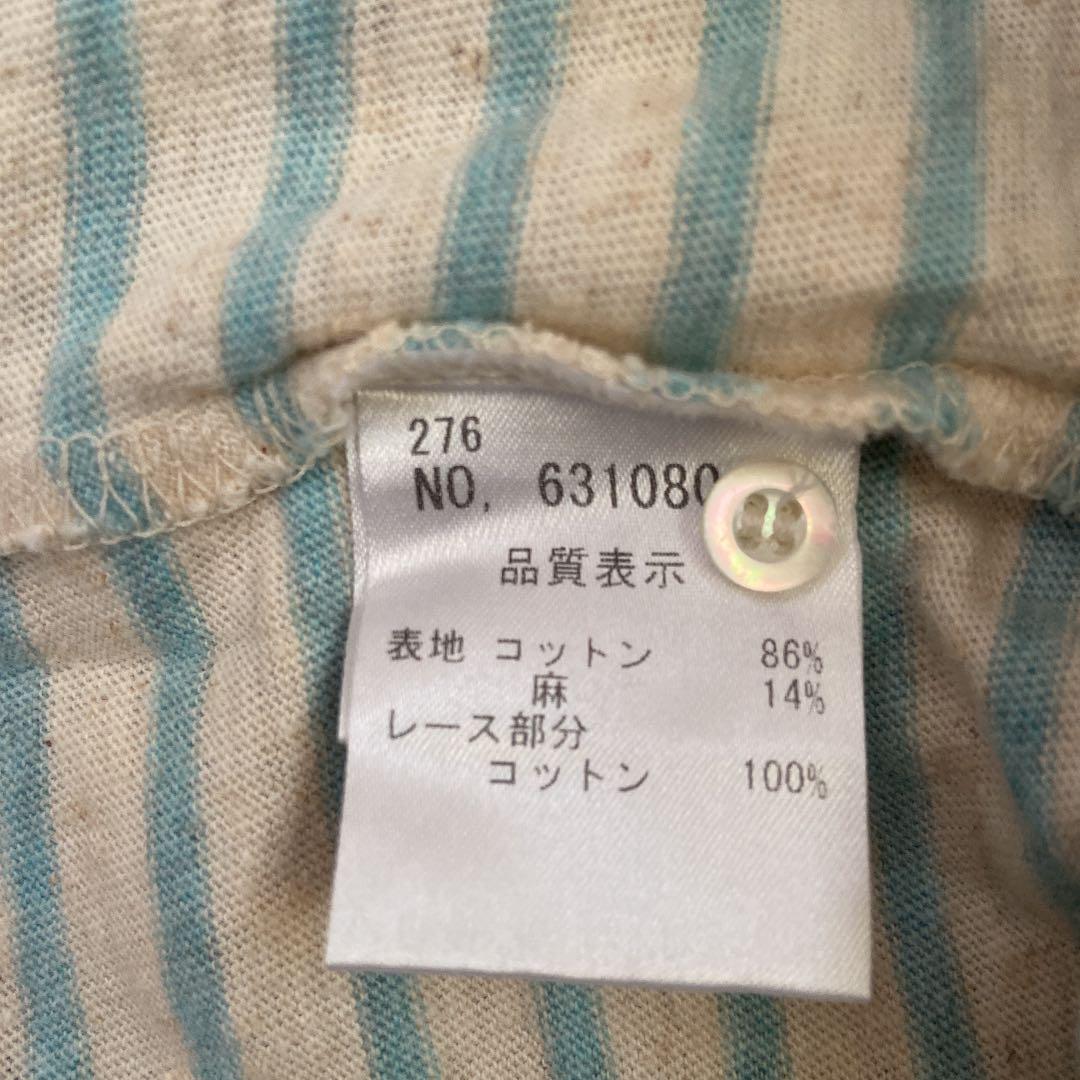 276
NO. 631080
品質表示
表地 コットン 86%
麻 14%
レース部分
コットン 100%